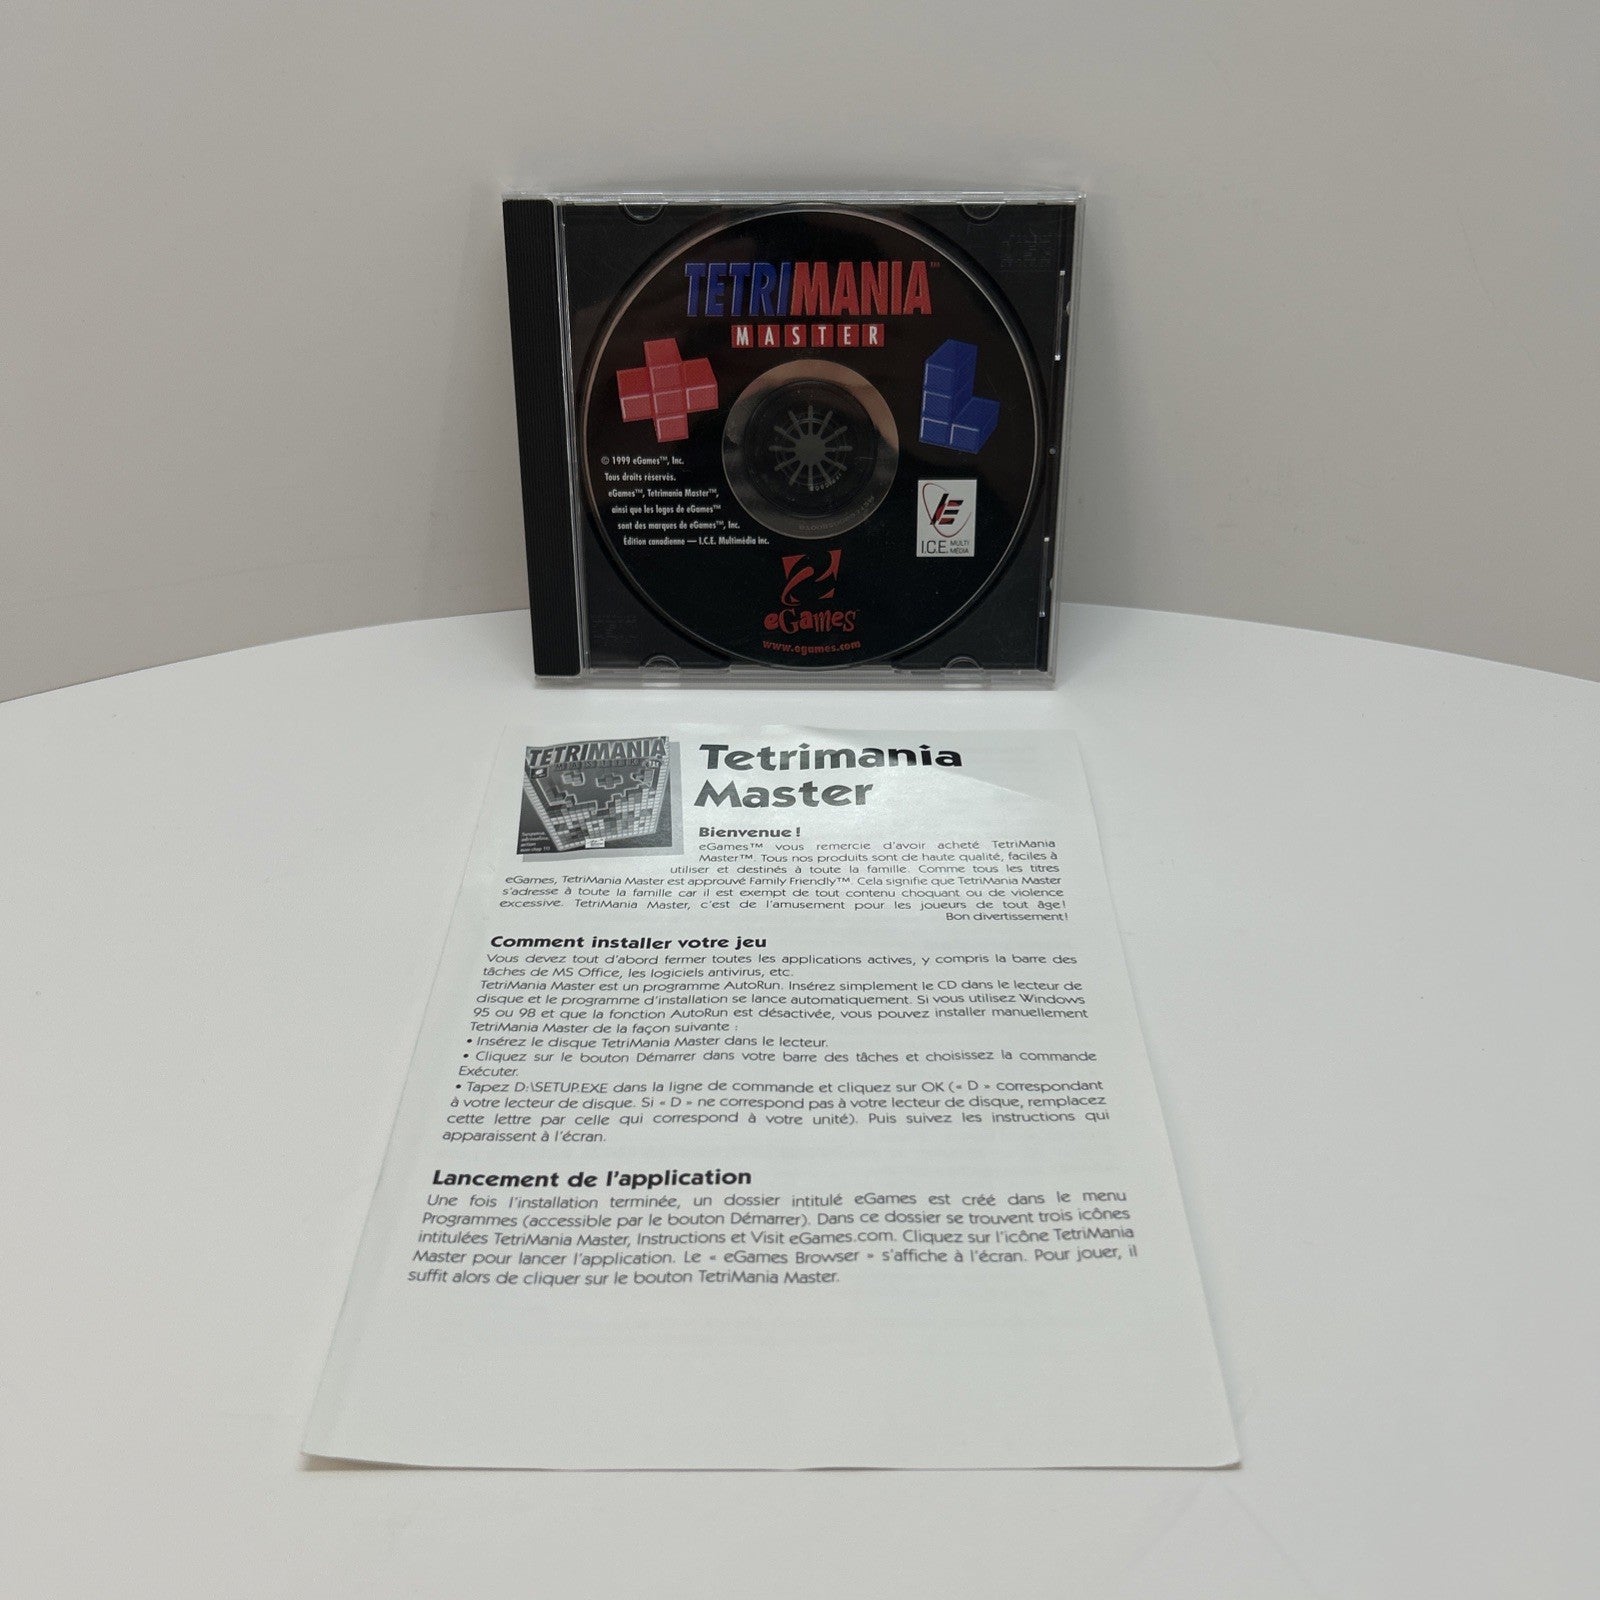 TETRIMANIA™
MASTER
© 1999 eGames™, Inc.
Tous droits réservés.
eGames™, Tetrimania Master™,
ainsi que les logos de eGames™
sont des marques de eGames™, Inc.
Édition canadienne — I.C.E. Multimédia inc.
I.C.E. MULTI
MÉDIA
eGames™
www.egames.com
TETRIMANIA
MASTER
Tetrimania
Master
Bienvenue !
eGames™ vous remercie d'avoir acheté TetriMania
Master™. Tous nos produits sont de haute qualité, faciles à
utiliser et destinés à toute la famille. Comme tous les titres
eGames, TetriMania Master est approuvé Family Friendly™. Cela signifie que TetriMania Master
s'adresse à toute la famille car il est exempt de tout contenu choquant ou de violence
excessive. TetriMania Master, c'est de l'amusement pour les joueurs de tout âge!
Bon divertissement!
Comment installer votre jeu
Vous devez tout d'abord fermer toutes les applications actives, y compris la barre des
tâches de MS Office, les logiciels antivirus, etc.
TetriMania Master est un programme AutoRun. Insérez simplement le CD dans le lecteur de
disque et le programme d'installation se lance automatiquement. Si vous utilisez Windows
95 ou 98 et que la fonction AutoRun est désactivée, vous pouvez installer manuellement
TetriMania Master de la façon suivante :
• Insérez le disque TetriMania Master dans le lecteur.
• Cliquez sur le bouton Démarrer dans votre barre des tâches et choisissez la commande
Exécuter.
• Tapez D:\SETUP.EXE dans la ligne de commande et cliquez sur OK (« D » correspondant
à votre lecteur de disque. Si « D » ne correspond pas à votre lecteur de disque, remplacez
cette lettre par celle qui correspond à votre unité). Puis suivez les instructions qui
apparaissent à l'écran.
Lancement de l'application
Une fois l'installation terminée, un dossier intitulé eGames est créé dans le menu
Programmes (accessible par le bouton Démarrer). Dans ce dossier se trouvent trois icônes
intitulées TetriMania Master, Instructions et Visit eGames.com. Cliquez sur l'icône TetriMania
Master pour lancer l'application. Le « eGames Browser » s'affiche à l'écran. Pour jouer, il
suffit alors de cliquer sur le bouton TetriMania Master.